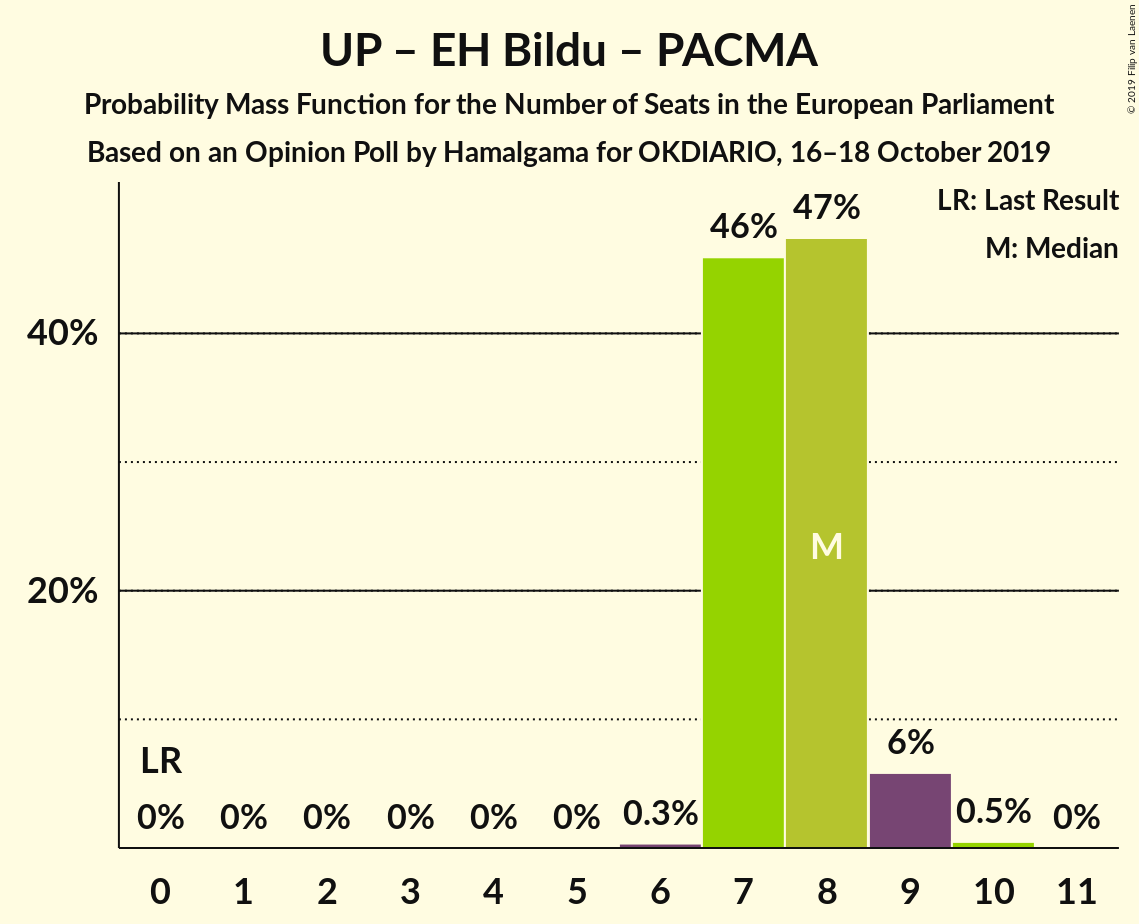 UP – EH Bildu – PACMA
Probability Mass Function for the Number of Seats in the European Parliament
Based on an Opinion Poll by Hamalgama for OKDIARIO, 16–18 October 2019
© 2019 Filip van Laenen
LR: Last Result
M: Median
47%
46%
40%
M
20%
6%
LR
0% 0% 0% 0% 0% 0% 0.3% 0.5% 0%
0 1 2 3 4 5 6 7 8 9 10 11